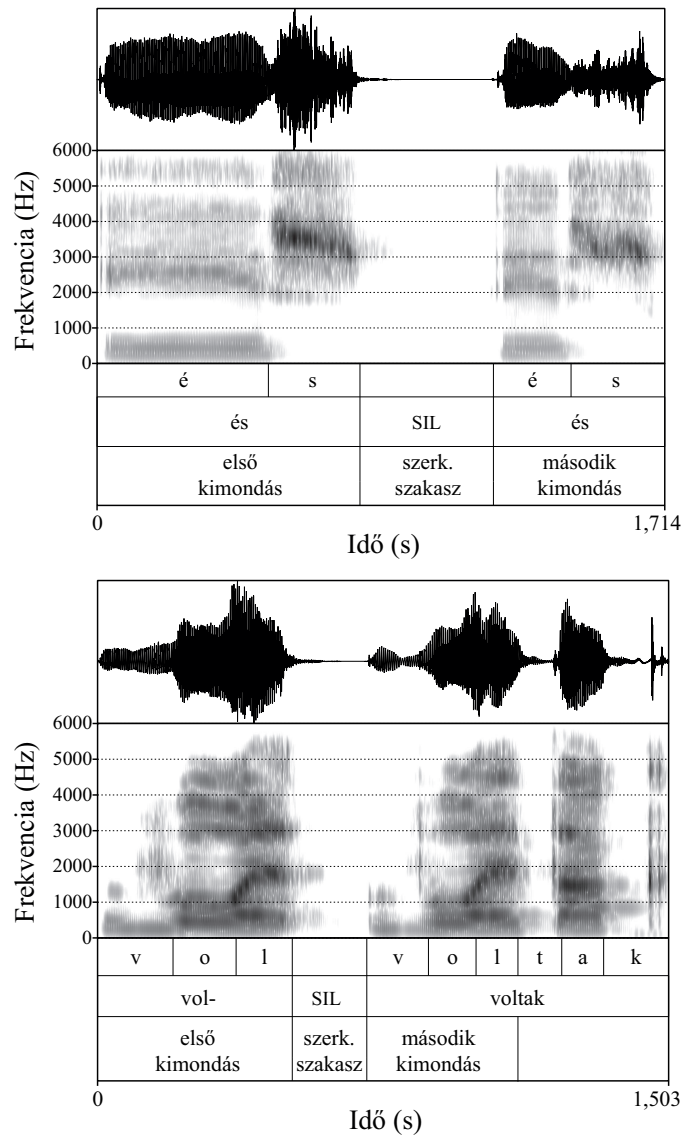 6000
5000
4000
3000
2000
1000
0
Frekvencia (Hz)
é s é s
és SIL és
első szerk. második
kimondás szakasz kimondás
0 1,714
Idő (s)
6000
5000
4000
3000
2000
1000
0
Frekvencia (Hz)
v o l v o l t a k
vol- SIL voltak
első szerk. második
kimondás szakasz kimondás
0 1,503
Idő (s)